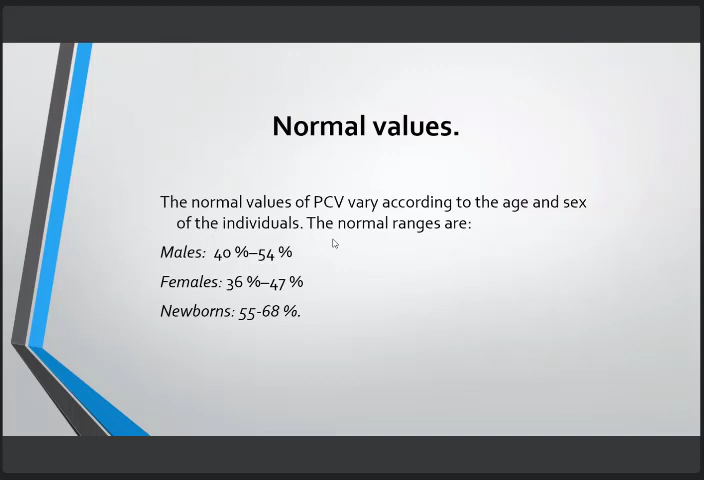 Normal values.
The normal values of PCV vary according to the age and sex
of the individuals. The normal ranges are:
Males: 40 %–54 %
Females: 36 %–47 %
Newborns: 55-68 %.